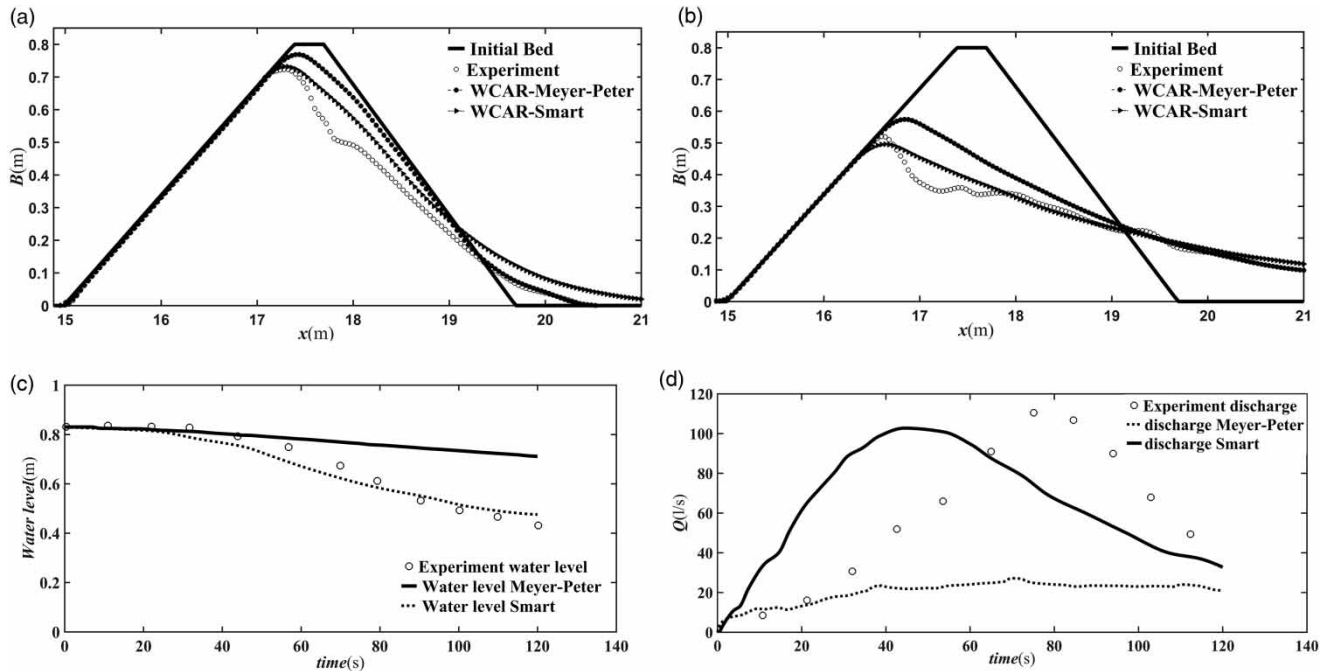 (a)
0.8
0.7
0.6
0.5
0.4
0.3
0.2
0.1
0
B(m)
Initial Bed
Experiment
WCAR-Meyer-Peter
WCAR-Smart
15 16 17 18 19 20 21
x(m)
(b)
0.8
0.7
0.6
0.5
0.4
0.3
0.2
0.1
0
B(m)
Initial Bed
Experiment
WCAR-Meyer-Peter
WCAR-Smart
15 16 17 18 19 20 21
x(m)
(c)
1
0.8
0.6
0.4
0.2
0
Water level(m)
Experiment water level
Water level Meyer-Peter
Water level Smart
0 20 40 60 80 100 120 140
time(s)
(d)
120
100
80
60
40
20
0
Q(l/s)
Experiment discharge
discharge Meyer-Peter
discharge Smart
0 20 40 60 80 100 120 140
time(s)